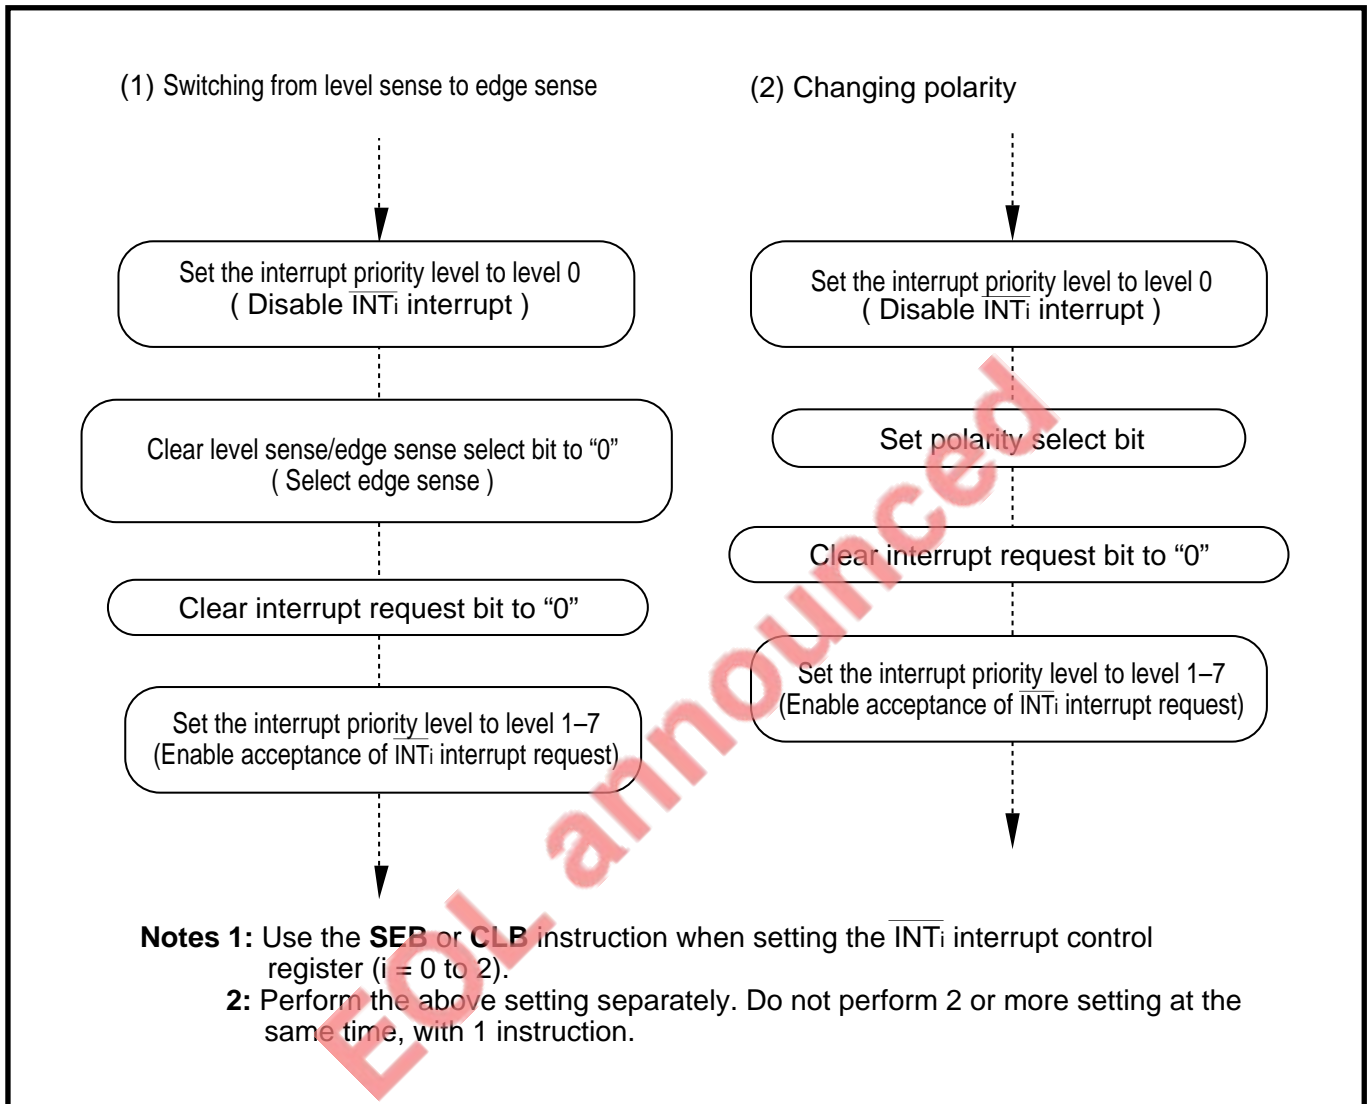 (1) Switching from level sense to edge sense
Set the interrupt priority level to level 0
( Disable INTi interrupt )
Clear level sense/edge sense select bit to “0”
( Select edge sense )
Clear interrupt request bit to “0”
Set the interrupt priority level to level 1–7
(Enable acceptance of INTi interrupt request)
(2) Changing polarity
Set the interrupt priority level to level 0
( Disable INTi interrupt )
Set polarity select bit
Clear interrupt request bit to “0”
Set the interrupt priority level to level 1–7
(Enable acceptance of INTi interrupt request)
Notes 1: Use the SEB or CLB instruction when setting the INTi interrupt control
register (i = 0 to 2).
2: Perform the above setting separately. Do not perform 2 or more setting at the
same time, with 1 instruction.
EOL announced